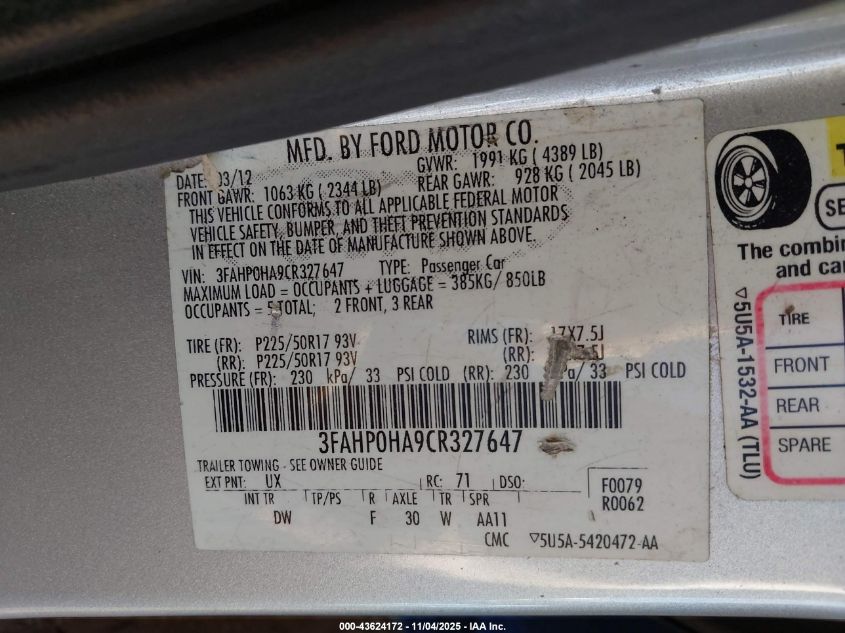 MFD. BY FORD MOTOR CO.
DATE: 03/12 GVWR: 1991 KG ( 4389 LB)
FRONT GAWR: 1063 KG ( 2344 LB) REAR GAWR: 928 KG ( 2045 LB)
THIS VEHICLE CONFORMS TO ALL APPLICABLE FEDERAL MOTOR
VEHICLE SAFETY, BUMPER, AND THEFT PREVENTION STANDARDS
IN EFFECT ON THE DATE OF MANUFACTURE SHOWN ABOVE.
VIN: 3FAHP0HA9CR327647 TYPE: Passenger Car
MAXIMUM LOAD = OCCUPANTS + LUGGAGE = 385KG/ 850LB
OCCUPANTS = 5 TOTAL; 2 FRONT, 3 REAR
TIRE (FR): P225/50R17 93V RIMS (FR): 17X7.5J
(RR): P225/50R17 93V (RR):
PRESSURE (FR): 230 kPa/ 33 PSI COLD (RR): 230 kPa/ 33 PSI COLD
3FAHP0HA9CR327647
TRAILER TOWING - SEE OWNER GUIDE
EXT PNT: UX RC: 71 DSO:
INT TR TP/PS R AXLE TR SPR
DW F 30 W AA11
F0079
R0062
CMC ▽5U5A-5420472-AA
The combin
and ca
TIRE
FRONT
REAR
SPARE
▽5U5A-1532-AA (TLU)
000-43624172 - 11/04/2025 - IAA Inc.